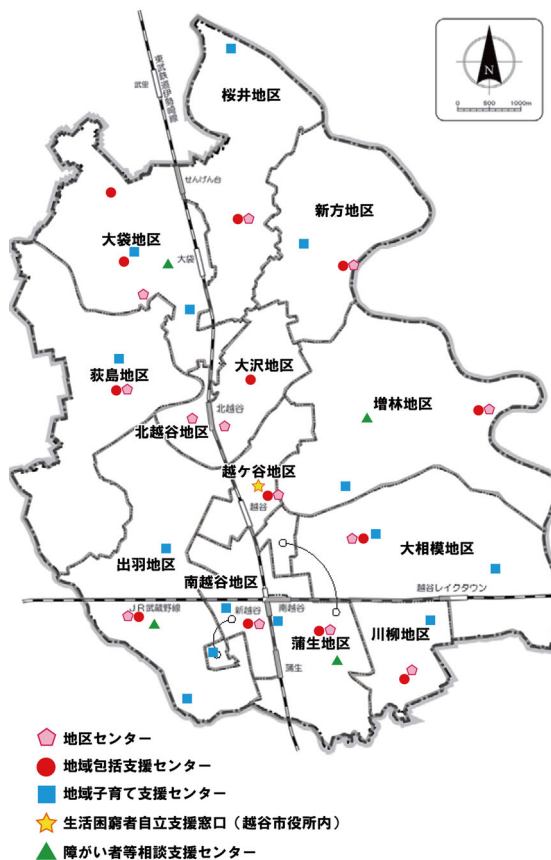 東武鉄道伊勢崎線
武里
桜井地区
N
0 500 1000m
せんげん台
新方地区
大袋地区
大袋
荻島地区
大沢地区
北越谷
北越谷地区
増林地区
越ケ谷地区
越谷
出羽地区
大相模地区
南越谷地区
越谷レイクタウン
JR武蔵野線
新越谷
南越谷
蒲生地区
川柳地区
蒲生
地区センター
地域包括支援センター
地域子育て支援センター
生活困窮者自立支援窓口（越谷市役所内）
障がい者等相談支援センター